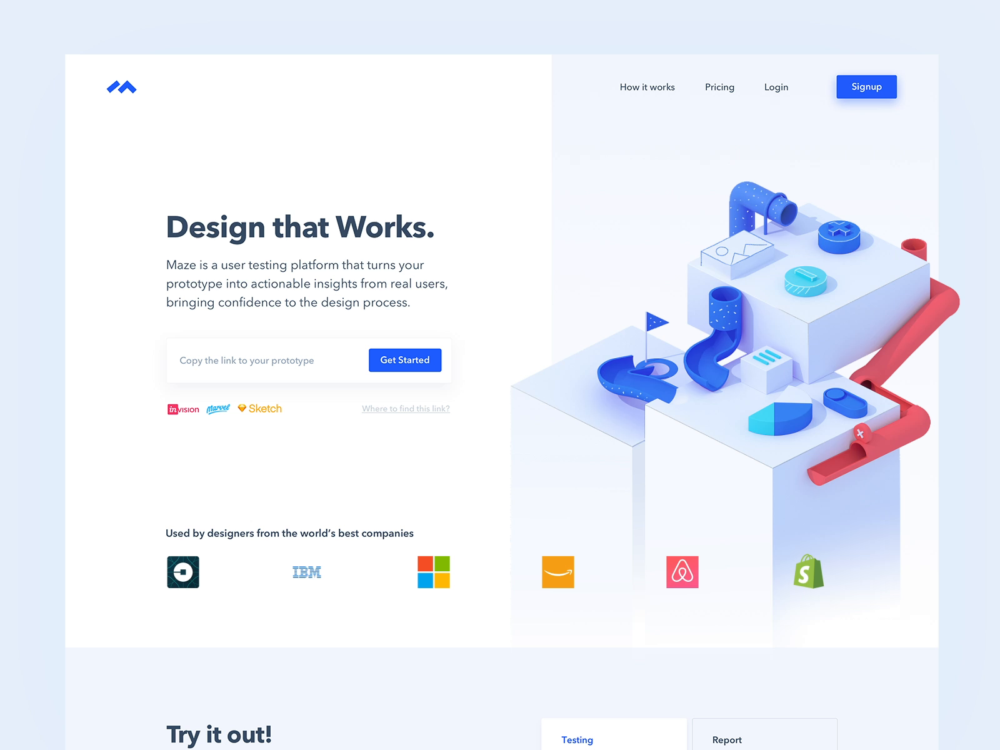 How it works
Pricing
Login
Signup
Design that Works.
Maze is a user testing platform that turns your
prototype into actionable insights from real users,
bringing confidence to the design process.
Copy the link to your prototype
Get Started
inVISION
Marvel
Sketch
Where to find this link?
Used by designers from the world’s best companies
IBM
S
Try it out!
Testing
Report